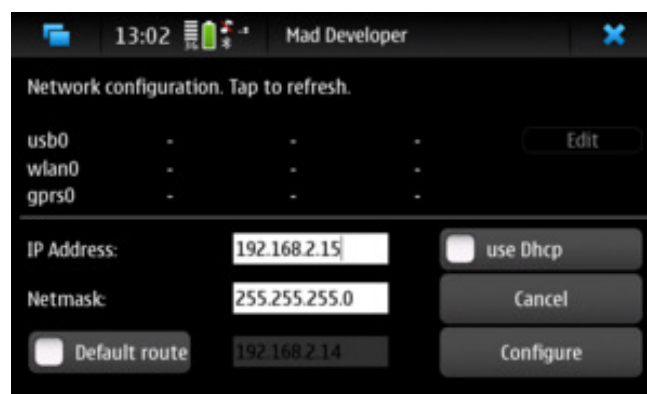 13:02 Mad Developer
Network configuration. Tap to refresh.
usb0 - - - Edit
wlan0 - - -
gprs0 - - -
IP Address: 192.168.2.15 use Dhcp
Netmask: 255.255.255.0 Cancel
Default route 192.168.2.14 Configure